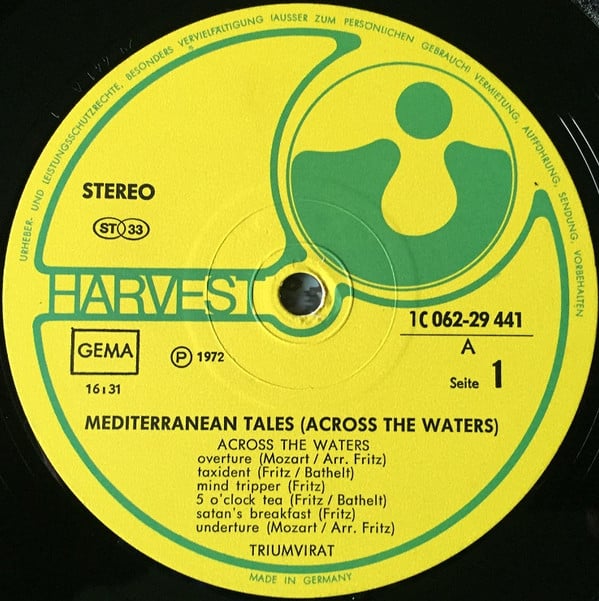 URHEBER- UND LEISTUNGSSCHUTZRECHTE, BESONDERS VERVIELFÄLTIGUNG (AUSSER ZUM PERSÖNLICHEN GEBRAUCH) VERMIETUNG, AUFFÜHRUNG, SENDUNG, VORBEHALTEN
STEREO
ST 33
HARVEST
GEMA
℗ 1972
16:31
1C 062-29 441
A
Seite 1
MEDITERRANEAN TALES (ACROSS THE WATERS)
ACROSS THE WATERS
overture (Mozart / Arr. Fritz)
taxident (Fritz / Bathelt)
mind tripper (Fritz)
5 o'clock tea (Fritz / Bathelt)
satan's breakfast (Fritz)
underture (Mozart / Arr. Fritz)
TRIUMVIRAT
MADE IN GERMANY